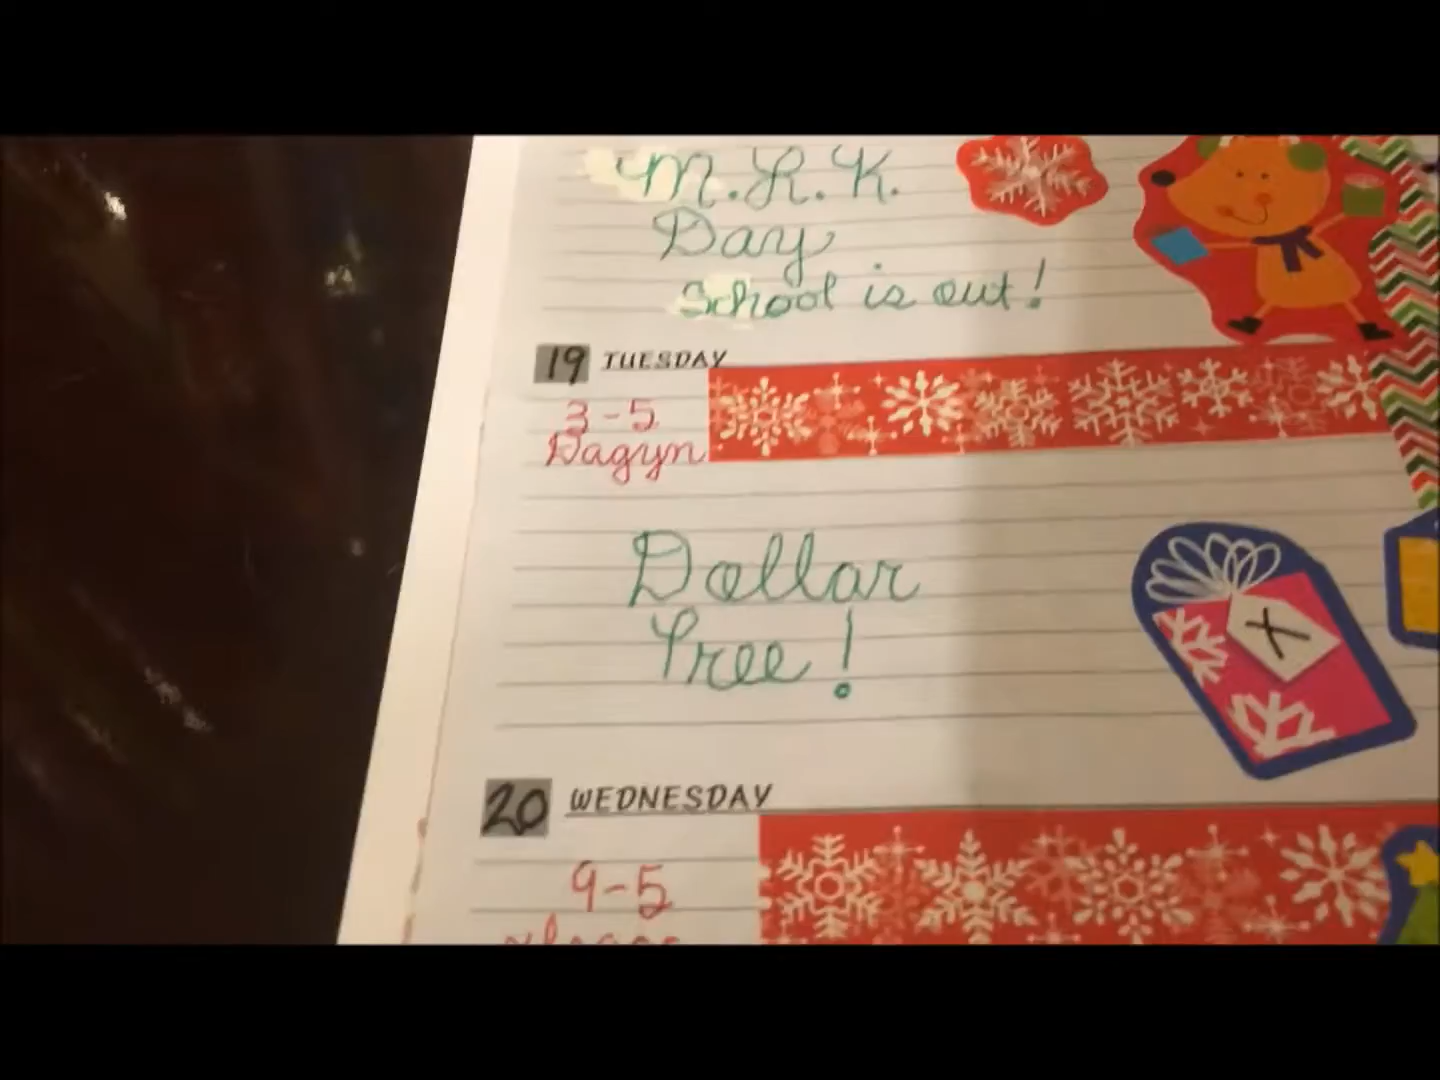 M.L.K.
Day
School is out!
19 TUESDAY
3-5
Dagyn
Dollar
Tree!
X
20 WEDNESDAY
9-5